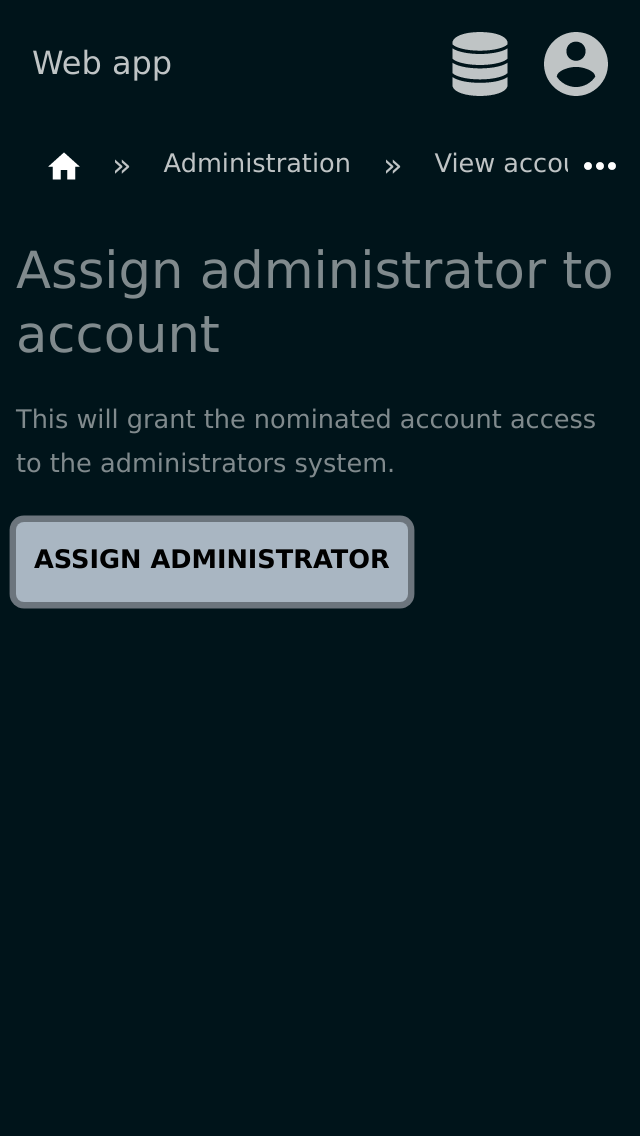 Web app
» Administration » View accou
Assign administrator to
account
This will grant the nominated account access
to the administrators system.
ASSIGN ADMINISTRATOR